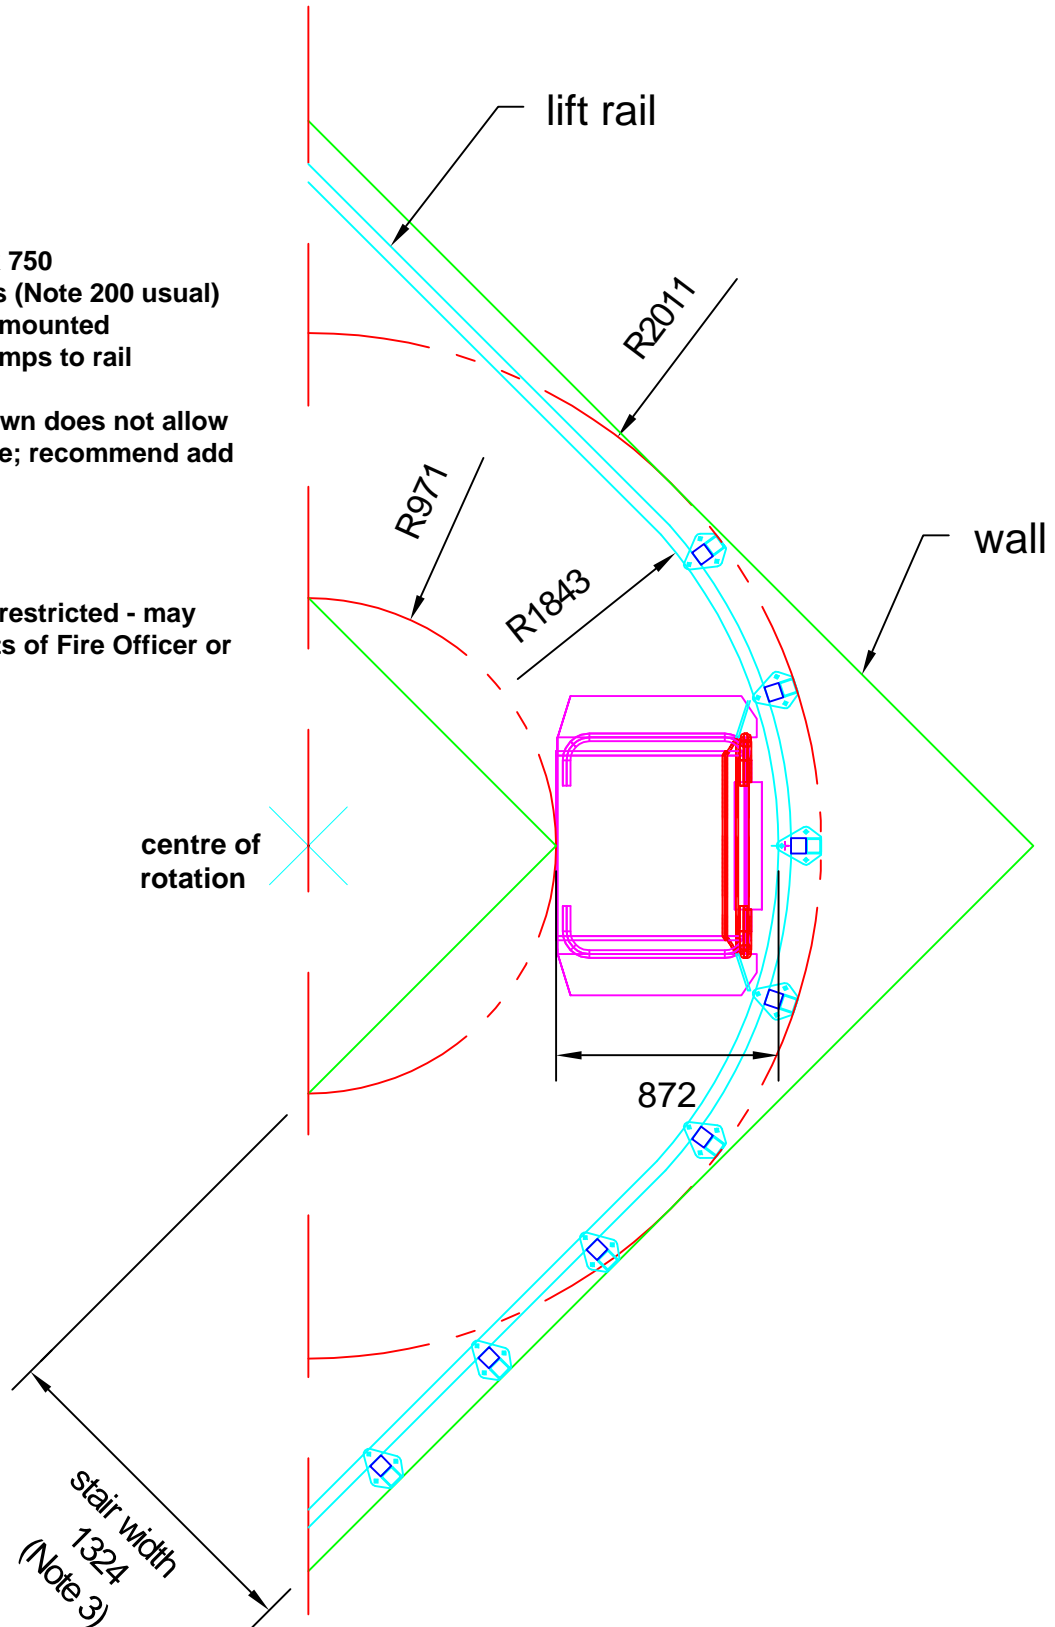 lift rail
750
s (Note 200 usual)
mounted
mps to rail
R2011
wn does not allow
e; recommend add
R971
wall
R1843
restricted - may
ts of Fire Officer or
centre of
rotation
872
stair width
1324
(Note 3)